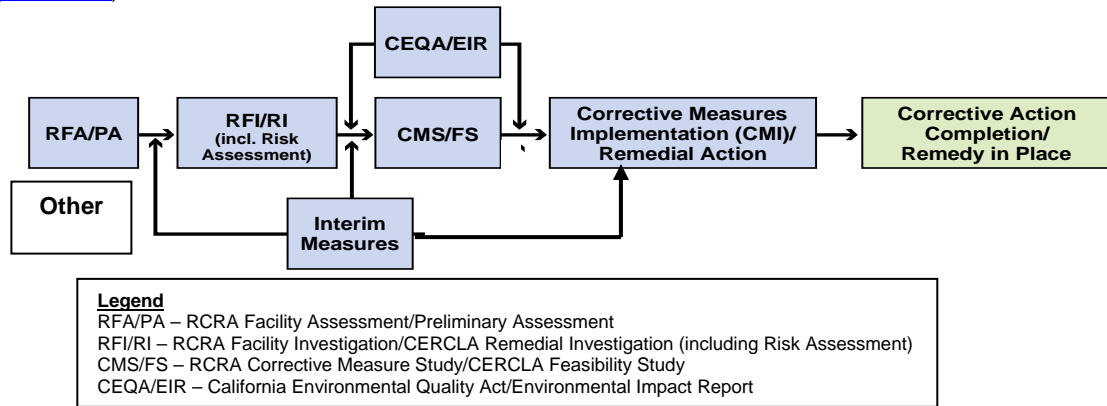 CEQA/EIR
RFA/PA
RFI/RI
(incl. Risk
Assessment)
CMS/FS
Corrective Measures
Implementation (CMI)/
Remedial Action
Corrective Action
Completion/
Remedy in Place
Other
Interim
Measures
Legend
RFA/PA – RCRA Facility Assessment/Preliminary Assessment
RFI/RI – RCRA Facility Investigation/CERCLA Remedial Investigation (including Risk Assessment)
CMS/FS – RCRA Corrective Measure Study/CERCLA Feasibility Study
CEQA/EIR – California Environmental Quality Act/Environmental Impact Report